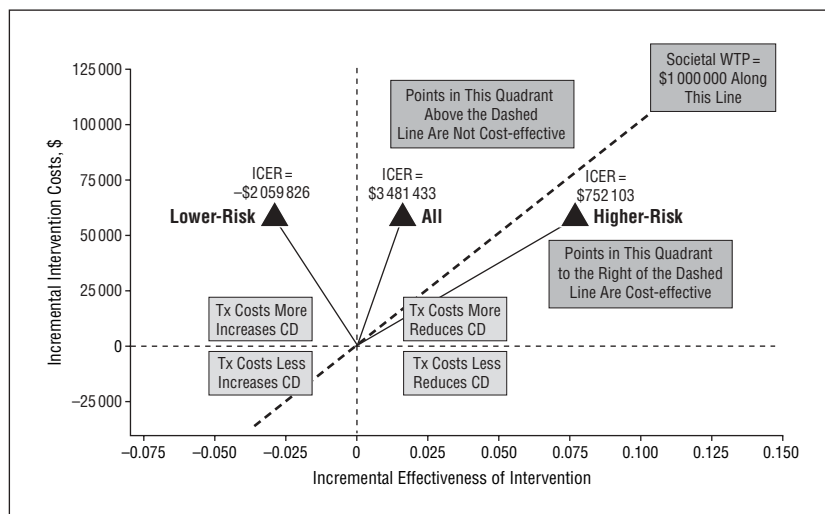 Incremental Intervention Costs, $
125 000
100 000
75 000
50 000
25 000
0
–25 000
Societal WTP =
$1 000 000 Along
This Line
Points in This Quadrant
Above the Dashed
Line Are Not Cost-effective
ICER =
–$2 059 826
Lower-Risk
ICER =
$3 481 433
All
ICER =
$752 103
Higher-Risk
Points in This Quadrant
to the Right of the Dashed
Line Are Cost-effective
Tx Costs More
Increases CD
Tx Costs More
Reduces CD
Tx Costs Less
Increases CD
Tx Costs Less
Reduces CD
–0.075
–0.050
–0.025
0
0.025
0.050
0.075
0.100
0.125
0.150
Incremental Effectiveness of Intervention